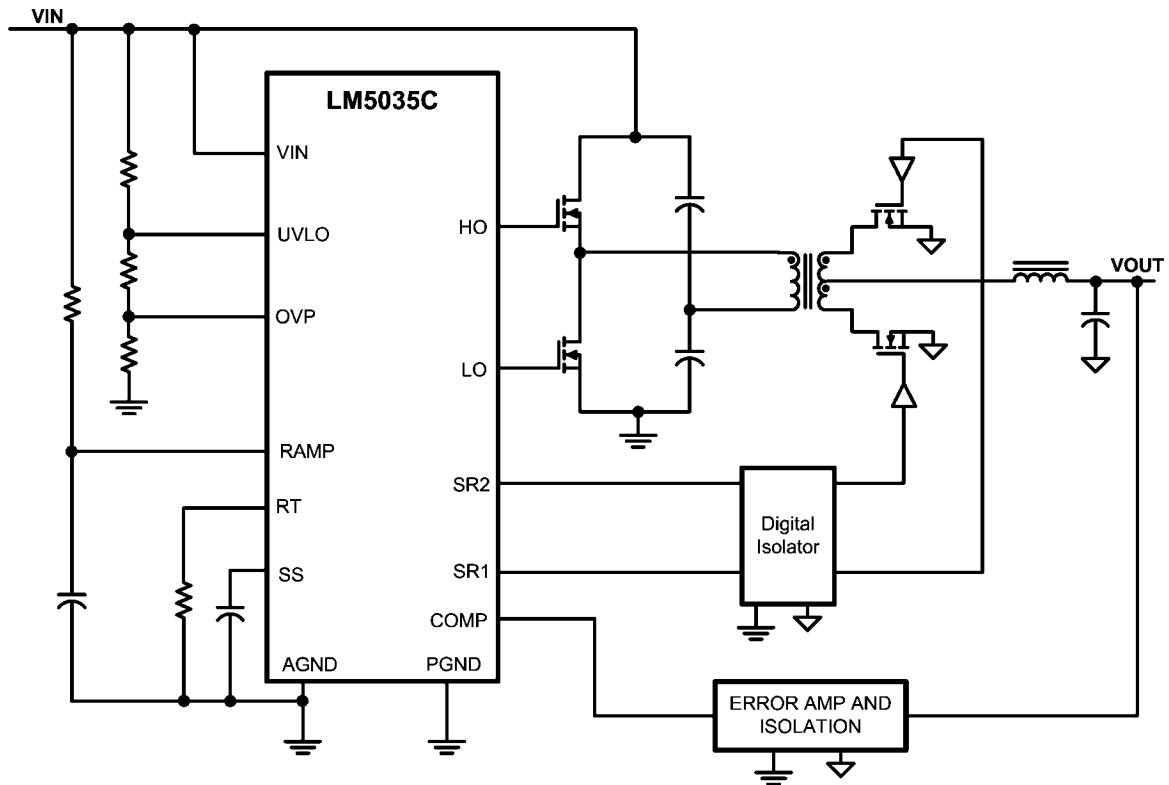 VIN
LM5035C
VIN
UVLO
OVP
RAMP
RT
SS
AGND
PGND
HO
LO
SR2
SR1
COMP
Digital
Isolator
VOUT
ERROR AMP AND
ISOLATION